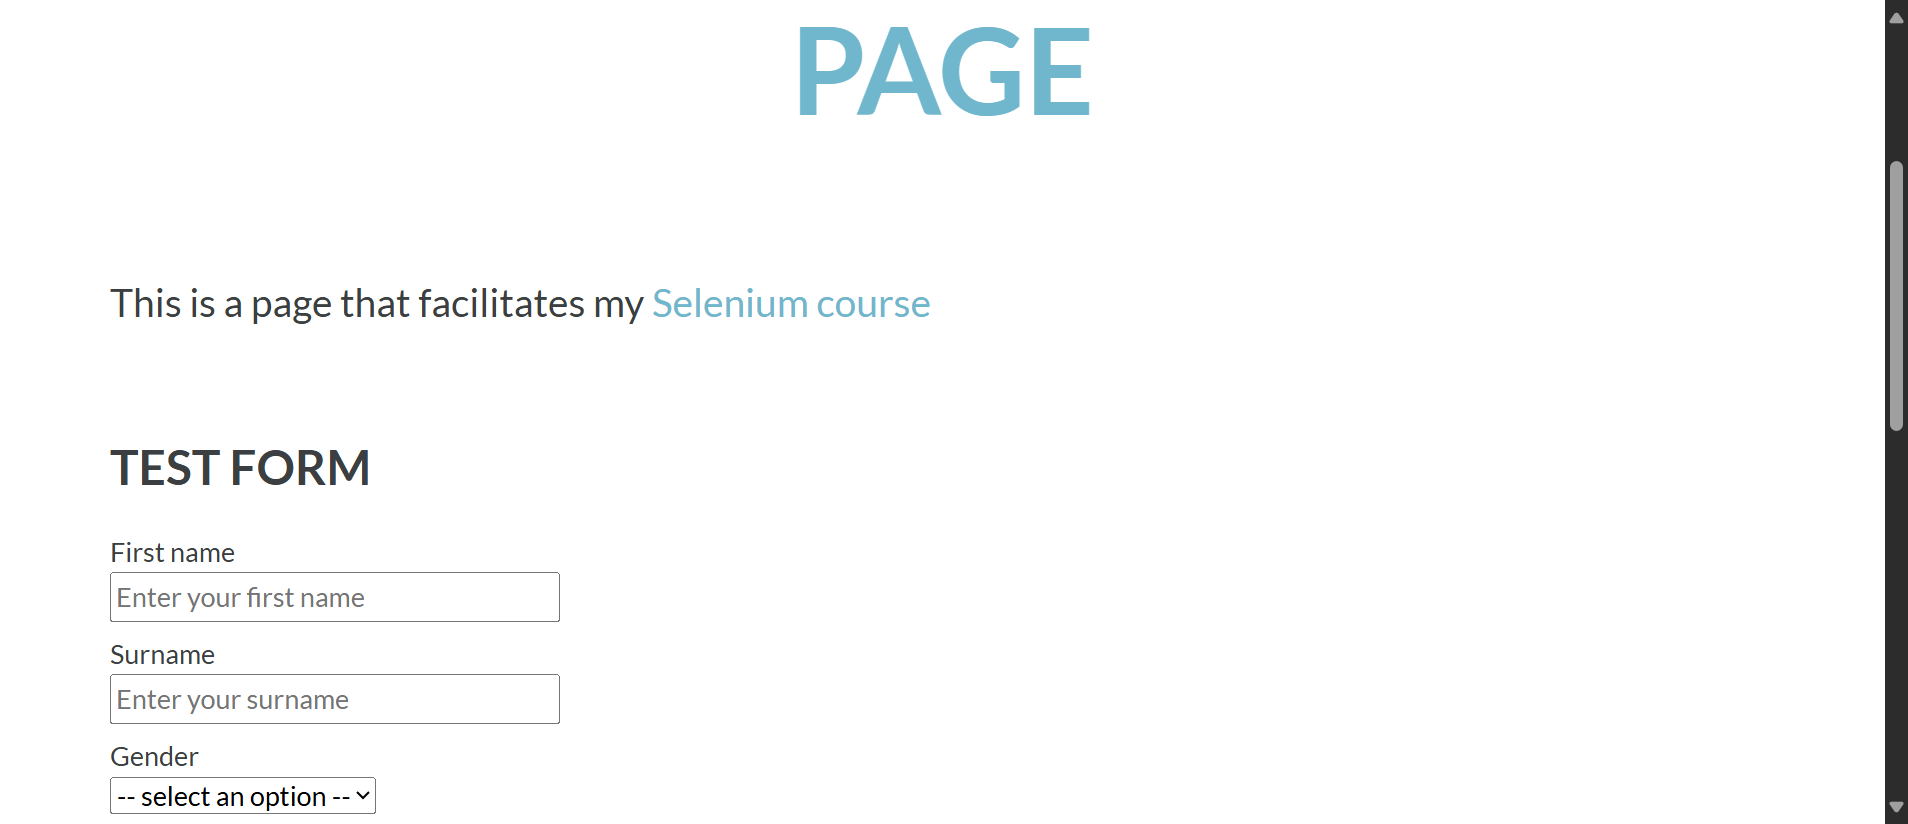 PAGE
This is a page that facilitates my Selenium course
TEST FORM
First name
Enter your first name
Surname
Enter your surname
Gender
-- select an option --